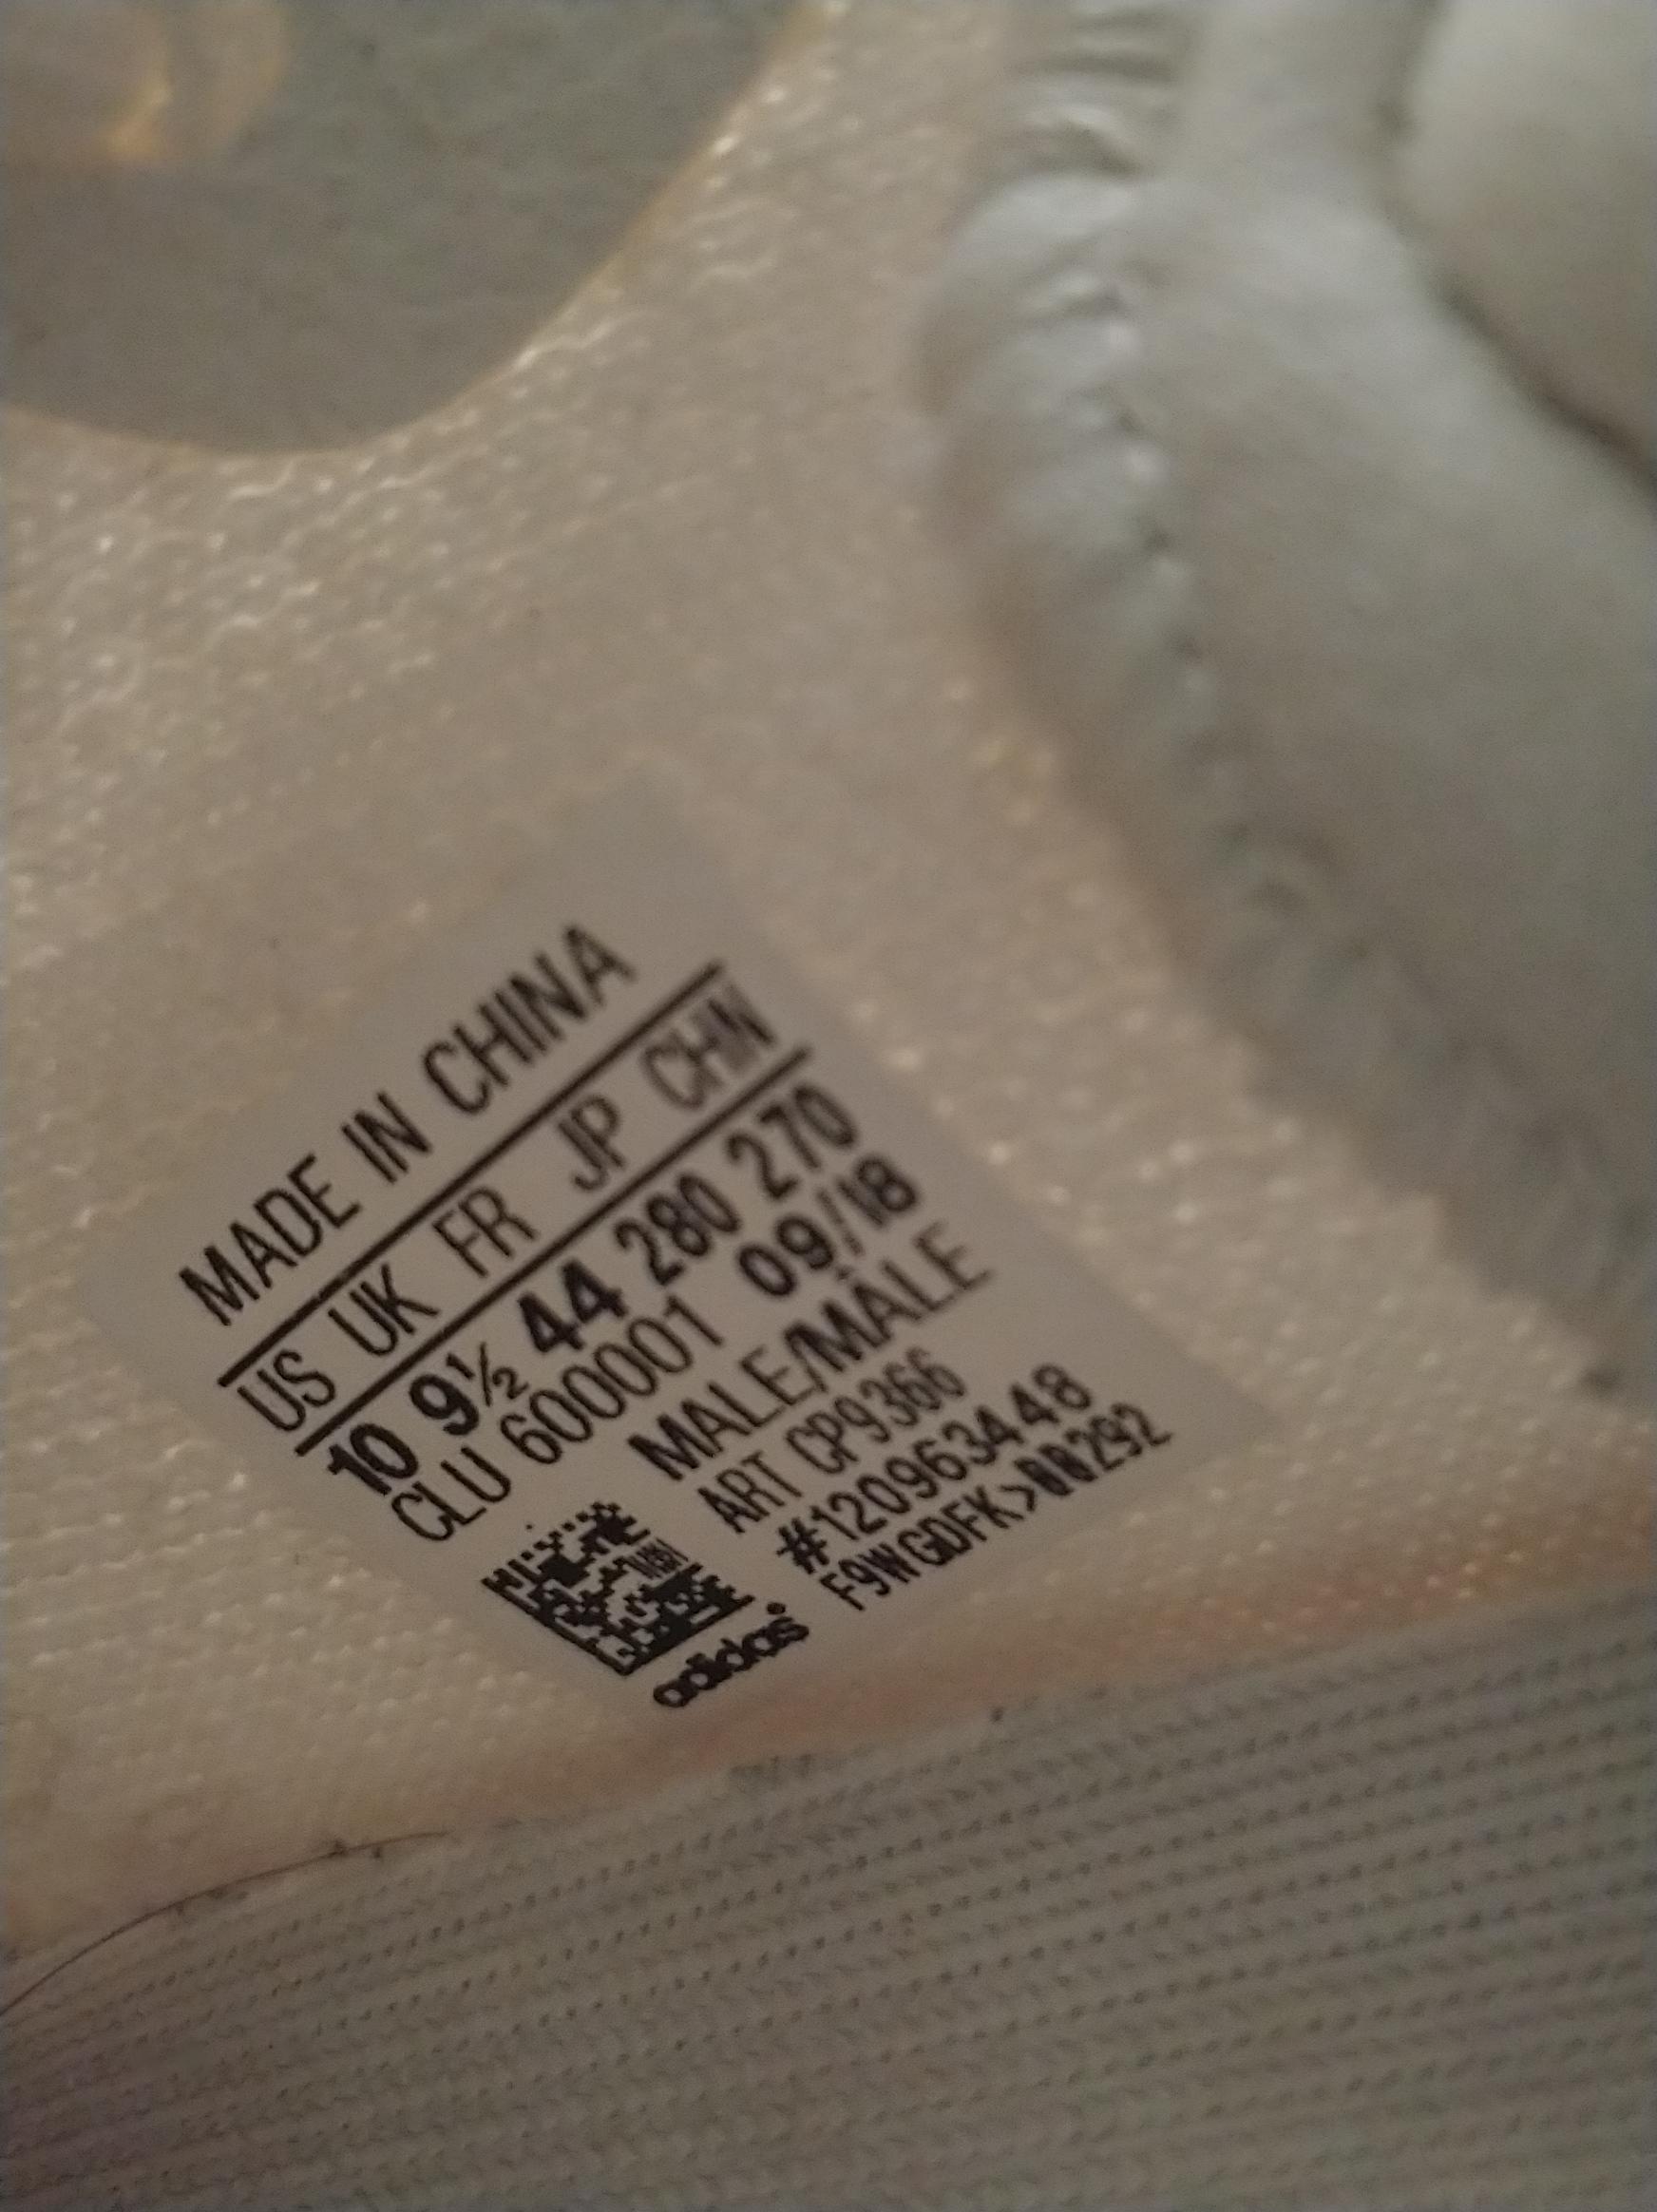 MADE IN CHINA
US UK FR JP CHN
10 9½ 44 280 270
CLU 600001 09/18
MALE/MÂLE
ART CP9366
#120963448
adidas